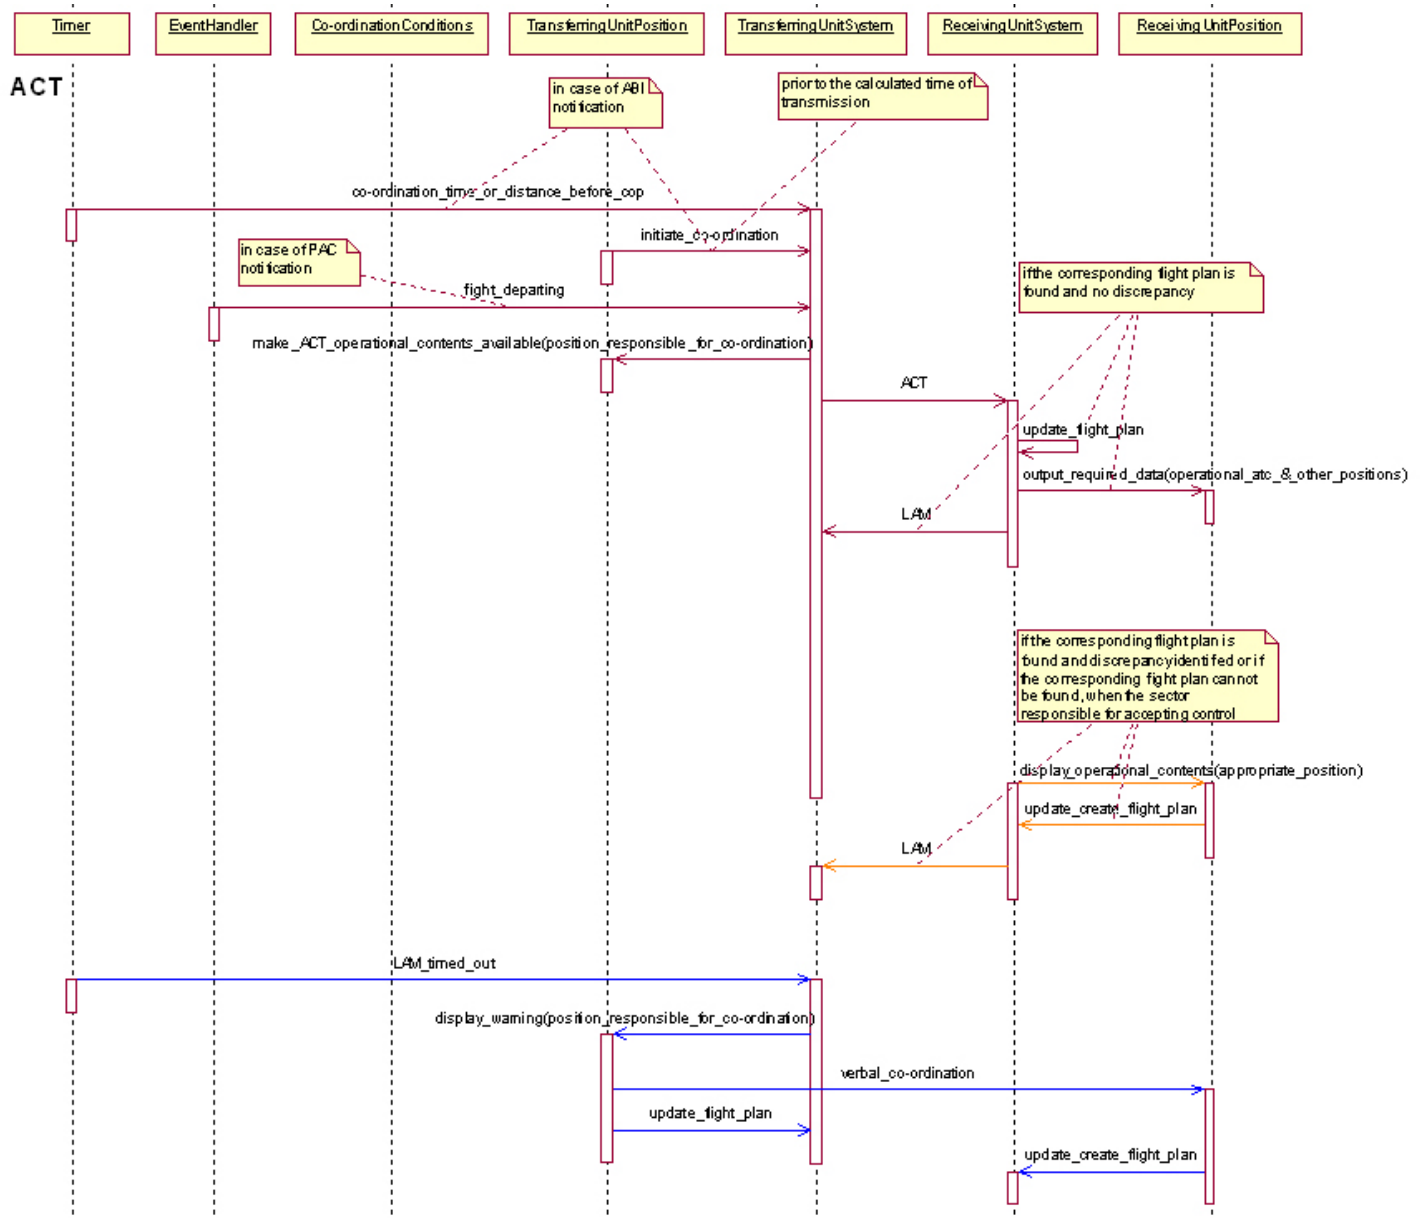 Timer
EventHandler
Co-ordinationConditions
TransferringUnitPosition
TransferringUnitSystem
ReceivingUnitSystem
ReceivingUnitPosition
ACT
in case of ABI
notification
prior to the calculated time of
transmission
co-ordination_time_or_distance_before_cop
initiate_co-ordination
in case of PAC
notification
fight_departing
if the corresponding flight plan is
found and no discrepancy
make_ACT_operational_contents_available(position_responsible_for_co-ordination)
ACT
update_flight_plan
output_required_data(operational_atc_&_other_positions)
LAM
if the corresponding flight plan is
found and discrepancy identifed or if
the corresponding fight plan cannot
be found, when the sector
responsible for accepting control
display_operational_contents(appropriate_position)
update_create_flight_plan
LAM
LAM_timed_out
display_warning(position_responsible_for_co-ordination)
verbal_co-ordination
update_flight_plan
update_create_flight_plan